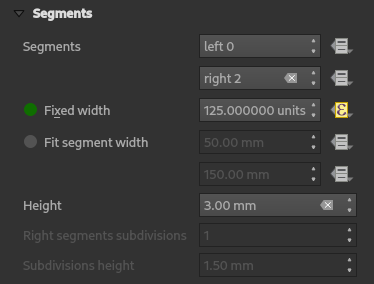 Segments
Segments left 0
right 2
Fixed width 125.000000 units
Fit segment width 50.00 mm
150.00 mm
Height 3.00 mm
Right segments subdivisions 1
Subdivisions height 1.50 mm